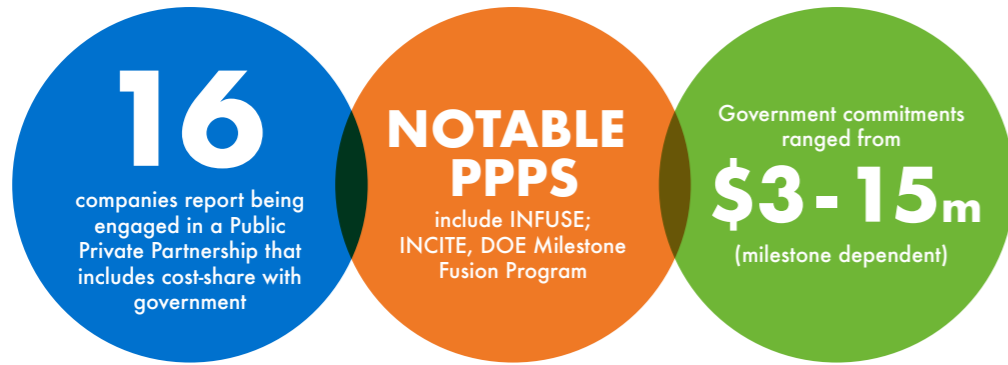 16
companies report being
engaged in a Public
Private Partnership that
includes cost-share with
government
NOTABLE
PPPS
include INFUSE;
INCITE, DOE Milestone
Fusion Program
Government commitments
ranged from
$3-15m
(milestone dependent)